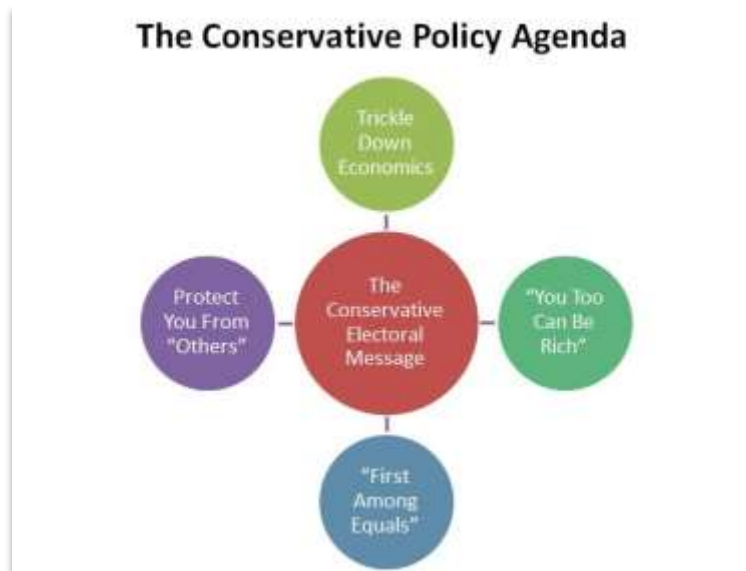 The Conservative Policy Agenda
Trickle
Down
Economics
Protect
You From
"Others"
The
Conservative
Electoral
Message
"You Too
Can Be
Rich"
"First
Among
Equals"